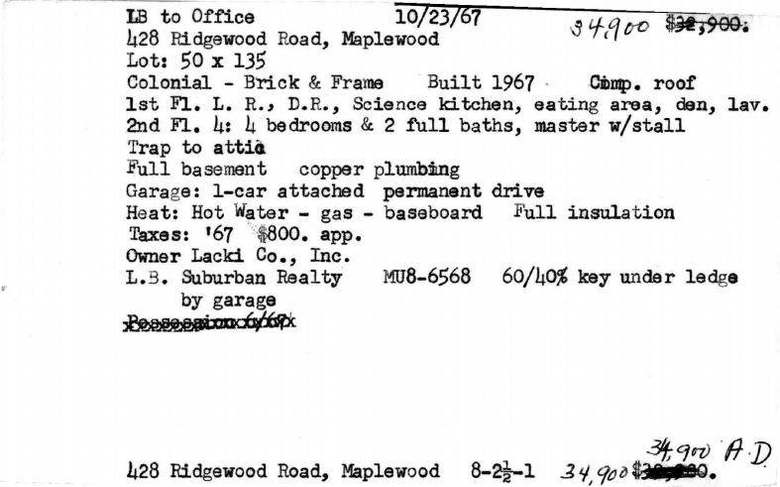 LB to Office 10/23/67 34,900 $32,900.
428 Ridgewood Road, Maplewood
Lot: 50 x 135
Colonial - Brick & Frame Built 1967 Comp. roof
1st Fl. L. R., D.R., Science kitchen, eating area, den, lav.
2nd Fl. 4: 4 bedrooms & 2 full baths, master w/stall
Trap to attic
Full basement copper plumbing
Garage: 1-car attached permanent drive
Heat: Hot Water - gas - baseboard Full insulation
Taxes: '67 $800. app.
Owner Lacki Co., Inc.
L.B. Suburban Realty MU8-6568 60/40% key under ledge
by garage
Possession 6/67
34,900 A.D.
428 Ridgewood Road, Maplewood 8-2½-1 34,900